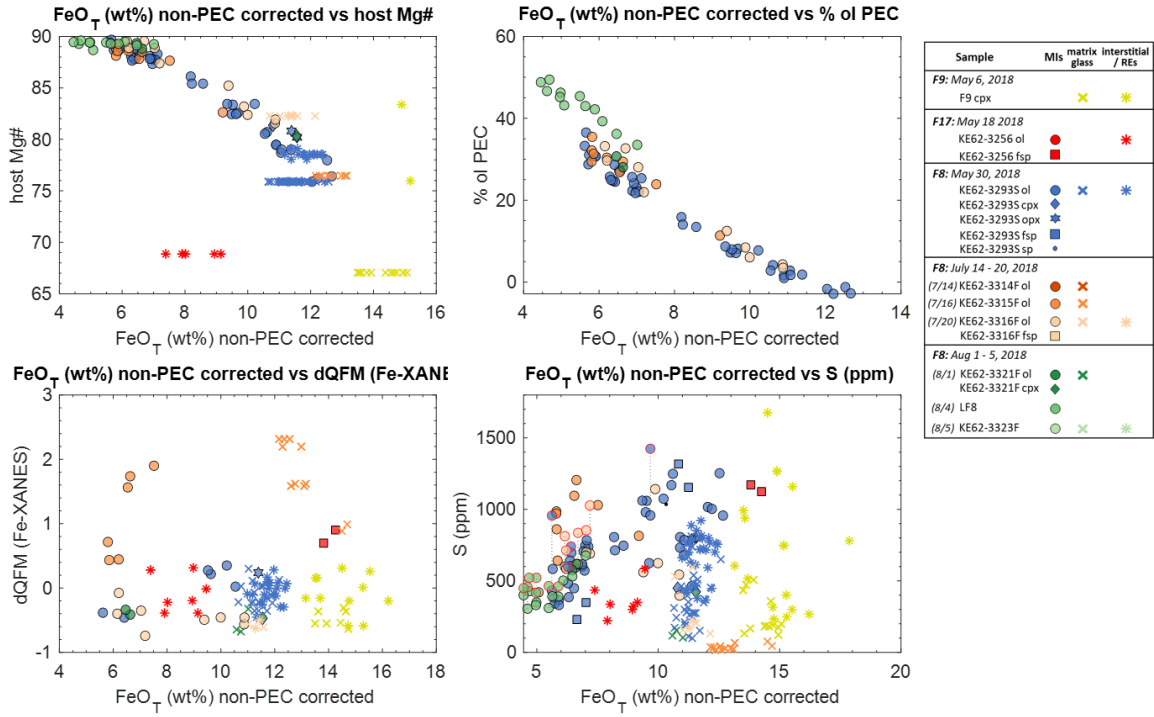 FeO_T (wt%) non-PEC corrected vs host Mg#
90
85
80
75
70
65
host Mg#
4 6 8 10 12 14 16
FeO_T (wt%) non-PEC corrected
FeO_T (wt%) non-PEC corrected vs % ol PEC
60
50
40
30
20
10
0
% ol PEC
4 6 8 10 12 14
FeO_T (wt%) non-PEC corrected
FeO_T (wt%) non-PEC corrected vs dQFM (Fe-XANE
3
2
1
0
-1
dQFM (Fe-XANES)
4 6 8 10 12 14 16 18
FeO_T (wt%) non-PEC corrected
FeO_T (wt%) non-PEC corrected vs S (ppm)
1500
1000
500
0
S (ppm)
5 10 15 20
FeO_T (wt%) non-PEC corrected
Sample MIs matrix glass interstitial / REs
F9: May 6, 2018
F9 cpx
F17: May 18 2018
KE62-3256 ol
KE62-3256 fsp
F8: May 30, 2018
KE62-3293S ol
KE62-3293S cpx
KE62-3293S opx
KE62-3293S fsp
KE62-3293S sp
F8: July 14 - 20, 2018
(7/14) KE62-3314F ol
(7/16) KE62-3315F ol
(7/20) KE62-3316F ol
KE62-3316F fsp
F8: Aug 1 - 5, 2018
(8/1) KE62-3321F ol
KE62-3321F cpx
(8/4) LF8
(8/5) KE62-3323F